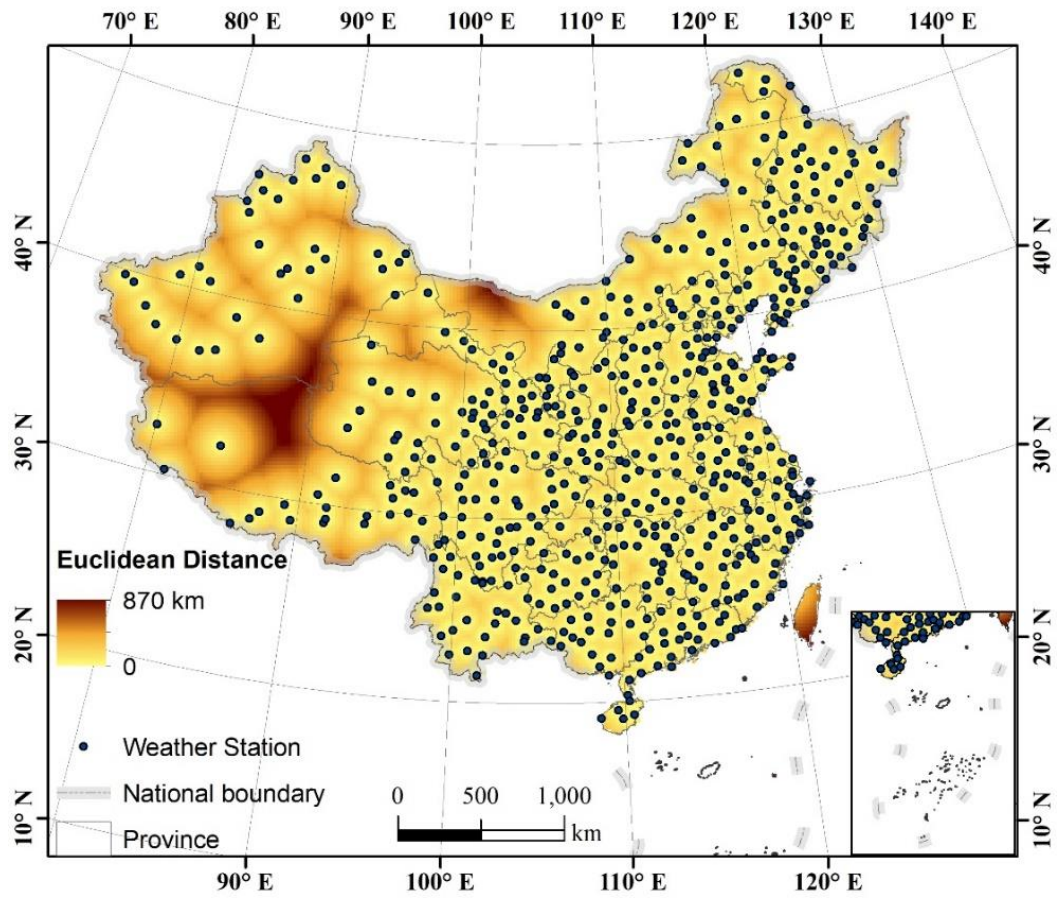 70° E 80° E 90° E 100° E 110° E 120° E 130° E 140° E
40° N
40° N
30° N
30° N
Euclidean Distance
870 km
0
20° N
20° N
Weather Station
National boundary
0 500 1,000
km
Province
10° N
10° N
90° E 100° E 110° E 120° E